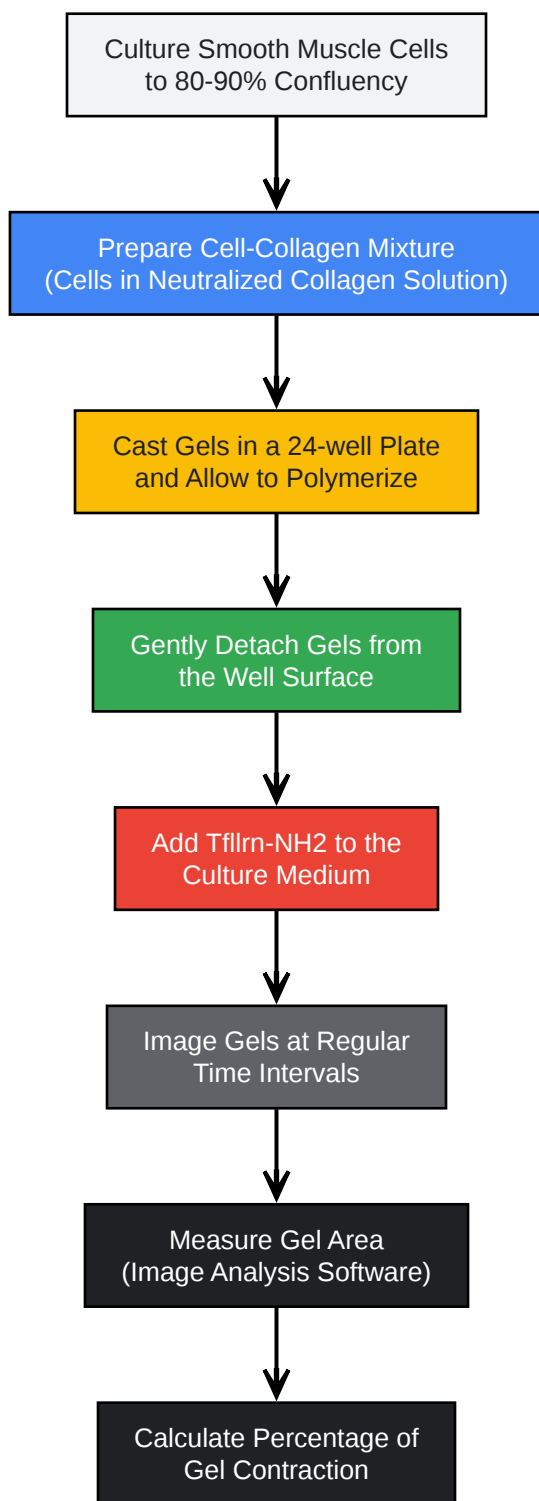 Culture Smooth Muscle Cells
to 80-90% Confluency
Prepare Cell-Collagen Mixture
(Cells in Neutralized Collagen Solution)
Cast Gels in a 24-well Plate
and Allow to Polymerize
Gently Detach Gels from
the Well Surface
Add Tfllrn-NH2 to the
Culture Medium
Image Gels at Regular
Time Intervals
Measure Gel Area
(Image Analysis Software)
Calculate Percentage of
Gel Contraction